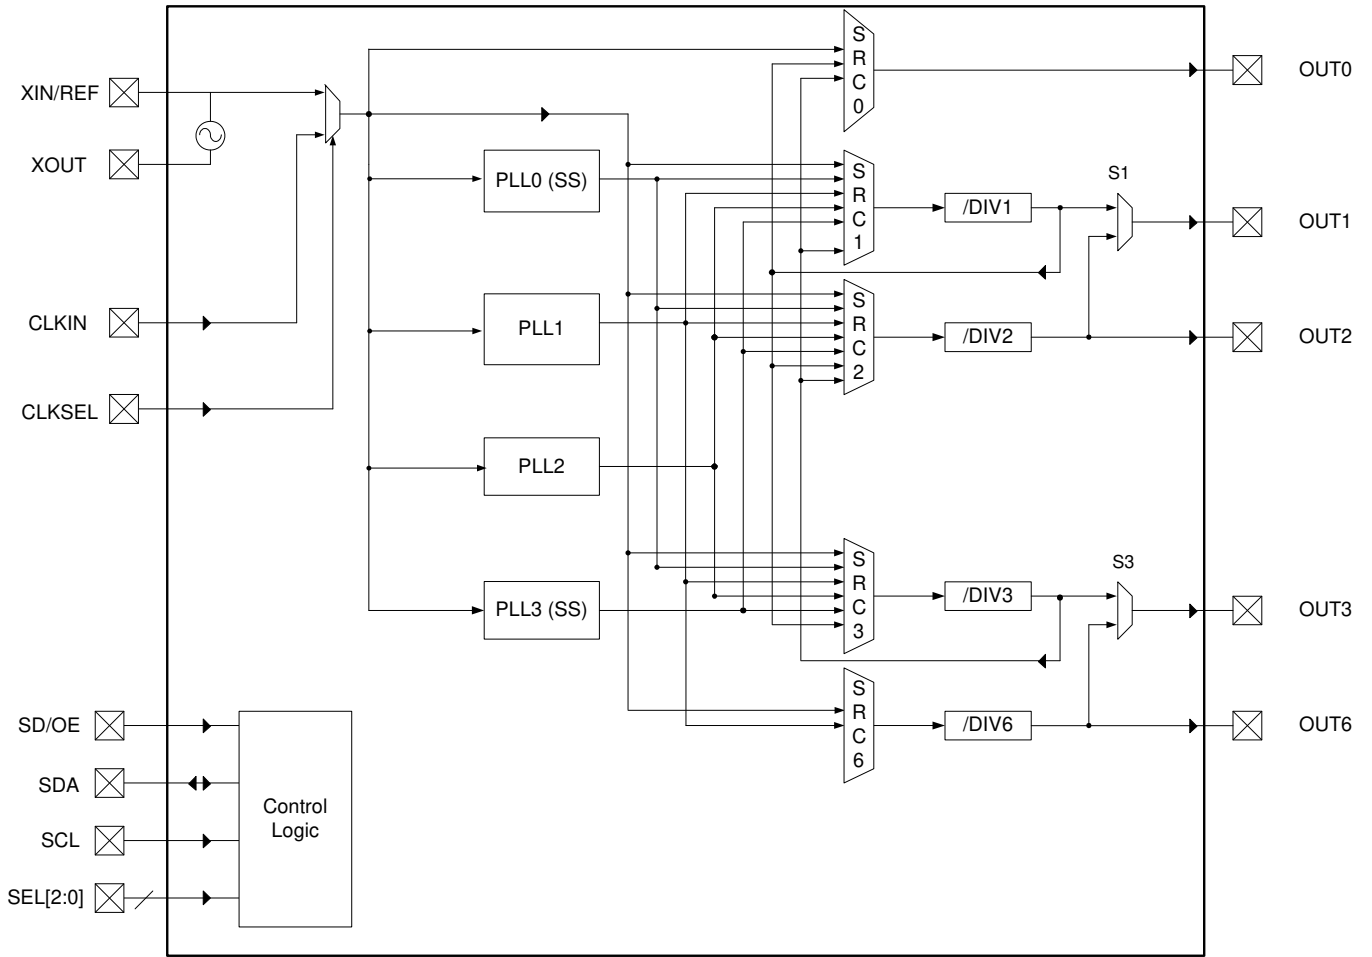 XIN/REF
XOUT
CLKIN
CLKSEL
SD/OE
SDA
SCL
SEL[2:0]
Control
Logic
PLL0 (SS)
PLL1
PLL2
PLL3 (SS)
S
R
C
0
S
R
C
1
S
R
C
2
S
R
C
3
S
R
C
6
/DIV1
/DIV2
/DIV3
/DIV6
S1
S3
OUT0
OUT1
OUT2
OUT3
OUT6